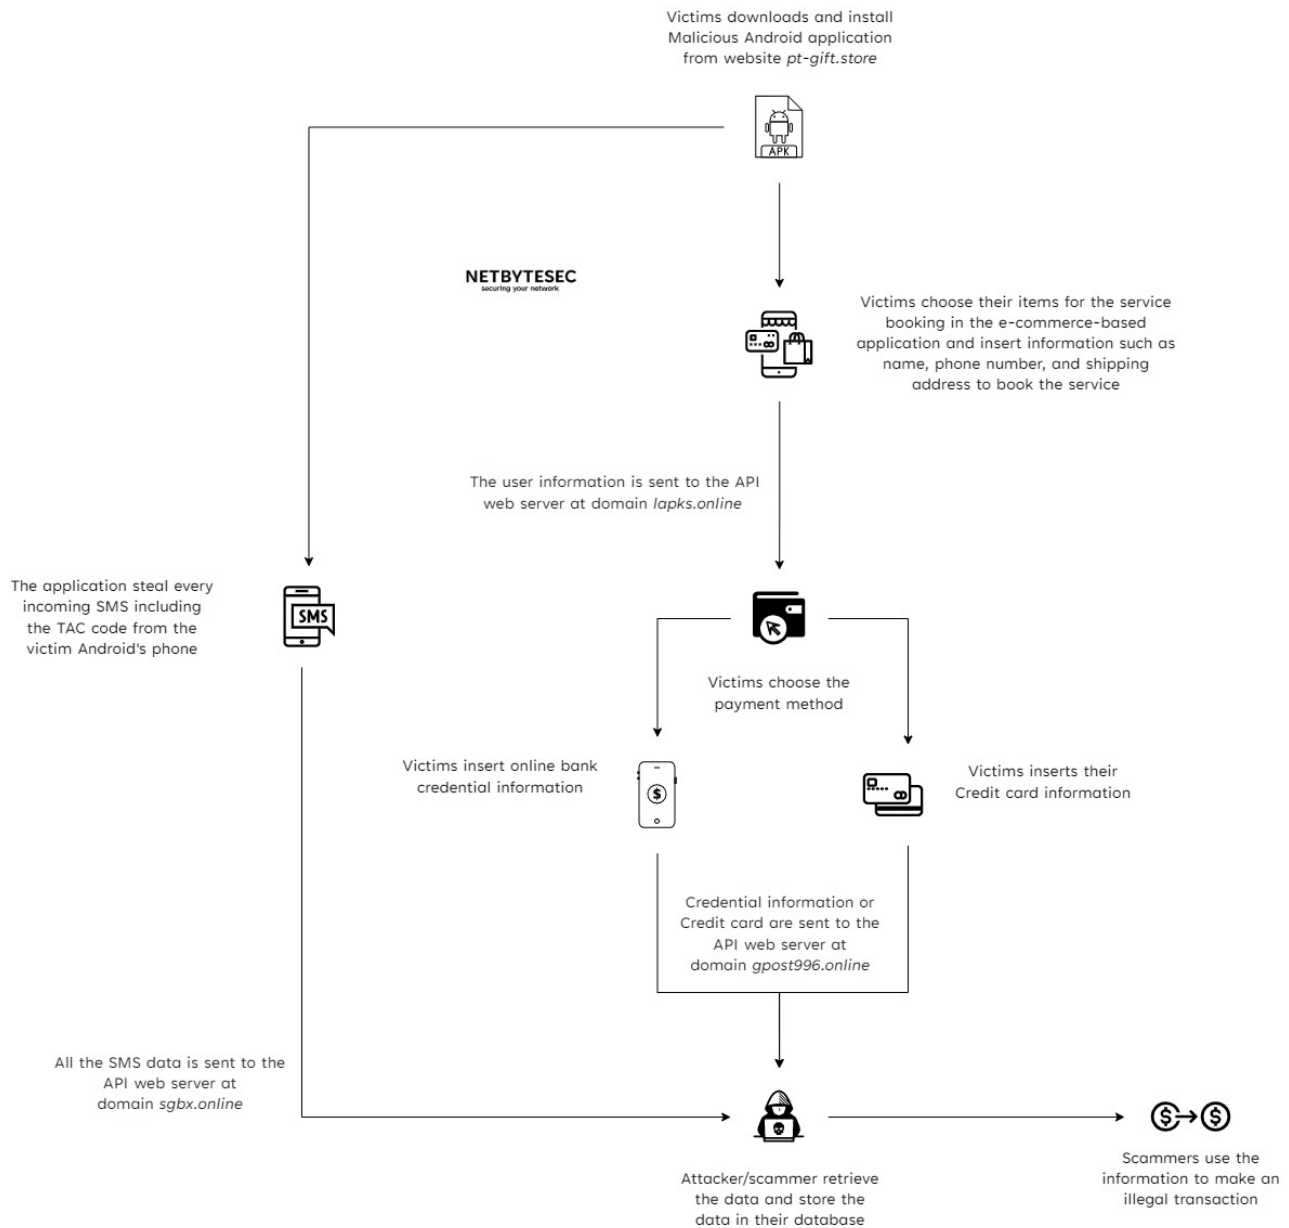 Victims downloads and install
Malicious Android application
from website pt-gift.store
APK
NETBYTESEC
securing your network
Victims choose their items for the service
booking in the e-commerce-based
application and insert information such as
name, phone number, and shipping
address to book the service
The user information is sent to the API
web server at domain lapks.online
The application steal every
incoming SMS including
the TAC code from the
victim Android's phone
SMS
Victims choose the
payment method
Victims insert online bank
credential information
$
Victims inserts their
Credit card information
Credential information or
Credit card are sent to the
API web server at
domain gpost996.online
All the SMS data is sent to the
API web server at
domain sgbx.online
$ $
Attacker/scammer retrieve
the data and store the
data in their database
Scammers use the
information to make an
illegal transaction